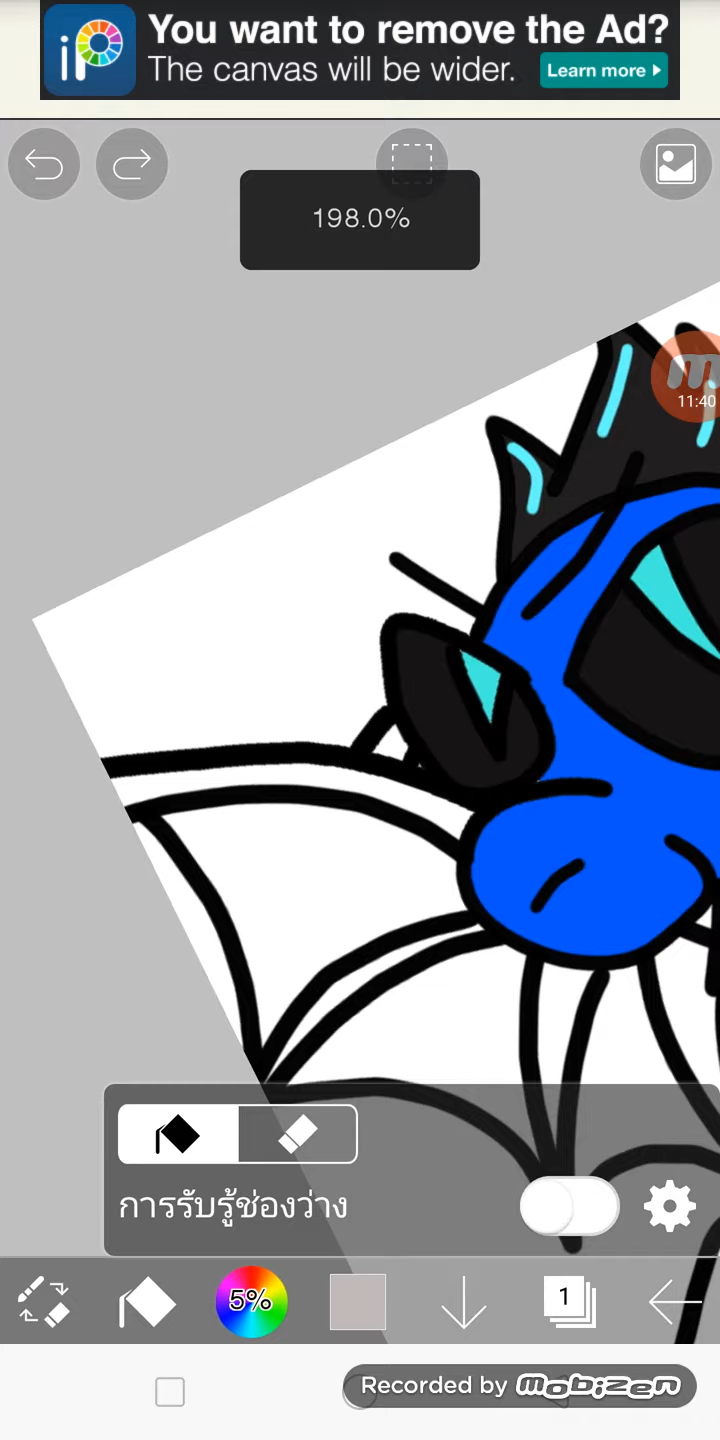 iP
You want to remove the Ad?
The canvas will be wider.
Learn more
198.0%
m
11:40
การรับรู้ช่องว่าง
5%
1
Recorded by mobizen